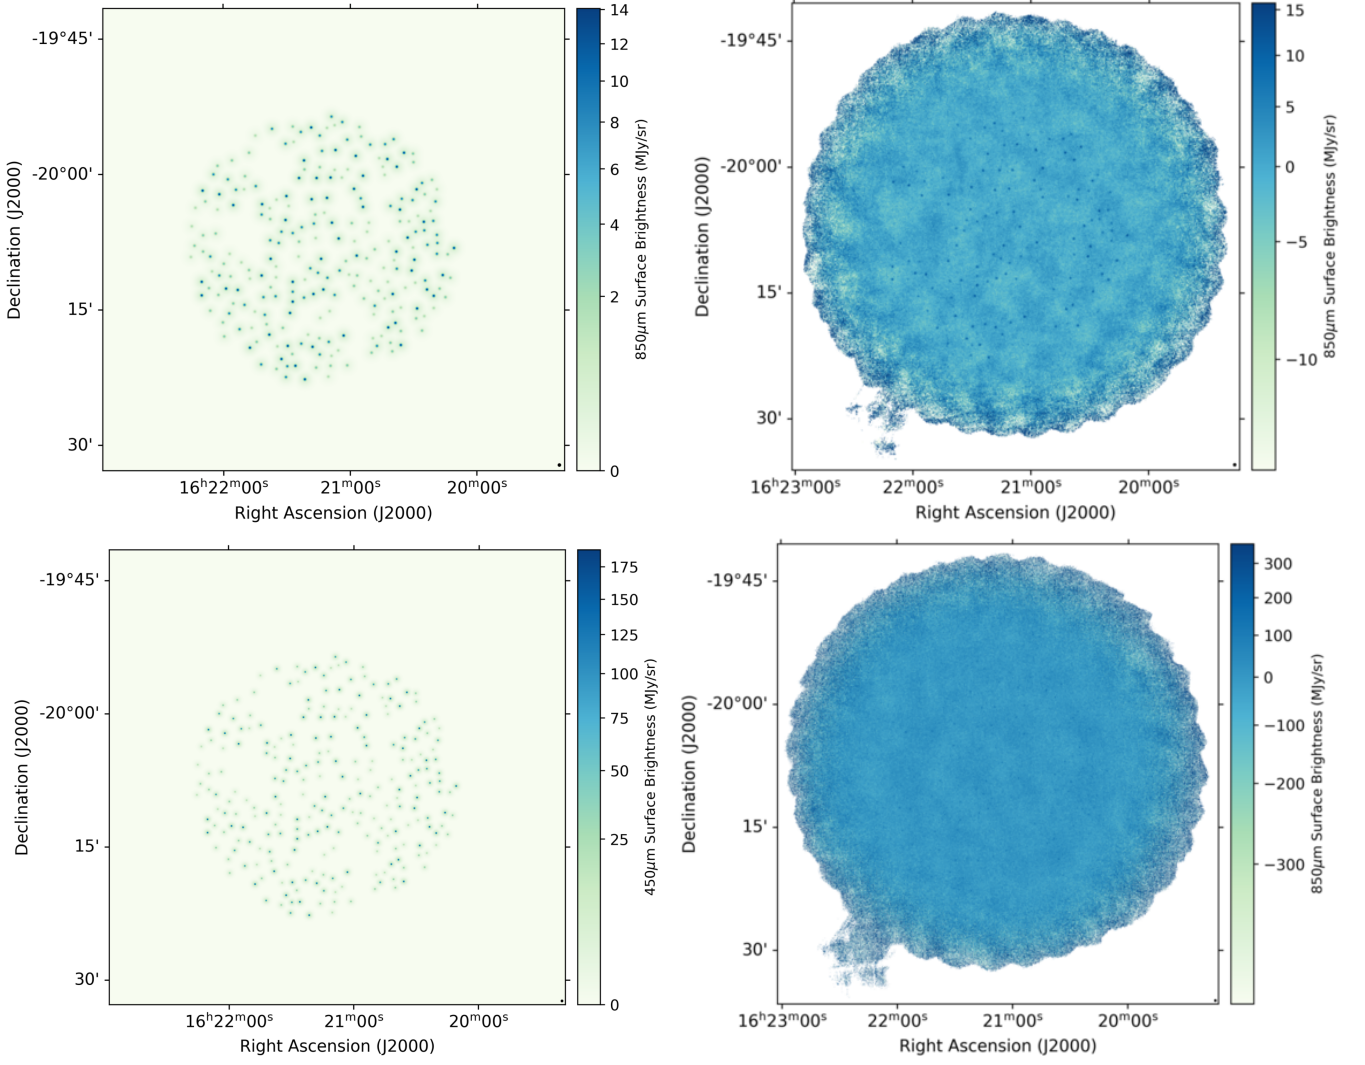 -19°45'
-20°00'
15'
30'
Declination (J2000)
16ʰ22ᵐ00ˢ 21ᵐ00ˢ 20ᵐ00ˢ
Right Ascension (J2000)
14
12
10
8
6
4
2
0
850μm Surface Brightness (MJy/sr)
-19°45'
-20°00'
15'
30'
Declination (J2000)
16ʰ23ᵐ00ˢ 22ᵐ00ˢ 21ᵐ00ˢ 20ᵐ00ˢ
Right Ascension (J2000)
15
10
5
0
−5
−10
850μm Surface Brightness (MJy/sr)
-19°45'
-20°00'
15'
30'
Declination (J2000)
16ʰ22ᵐ00ˢ 21ᵐ00ˢ 20ᵐ00ˢ
Right Ascension (J2000)
175
150
125
100
75
50
25
0
450μm Surface Brightness (MJy/sr)
-19°45'
-20°00'
15'
30'
Declination (J2000)
16ʰ23ᵐ00ˢ 22ᵐ00ˢ 21ᵐ00ˢ 20ᵐ00ˢ
Right Ascension (J2000)
300
200
100
0
−100
−200
−300
850μm Surface Brightness (MJy/sr)